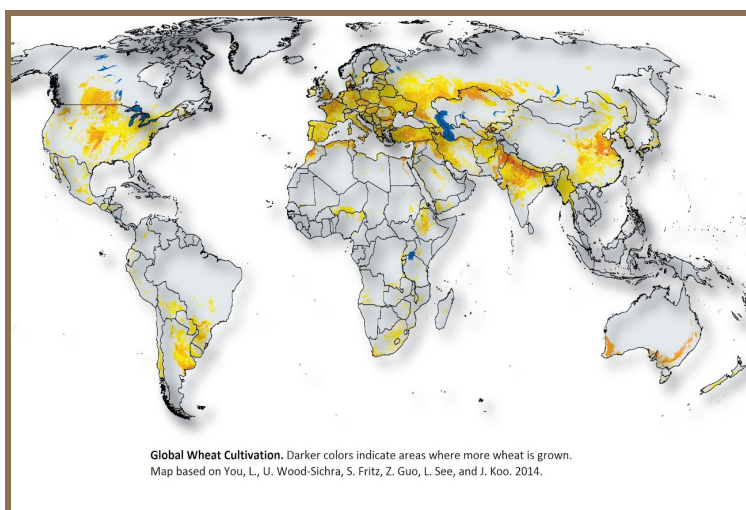 Global Wheat Cultivation. Darker colors indicate areas where more wheat is grown.
Map based on You, L., U. Wood-Sichra, S. Fritz, Z. Guo, L. See, and J. Koo. 2014.